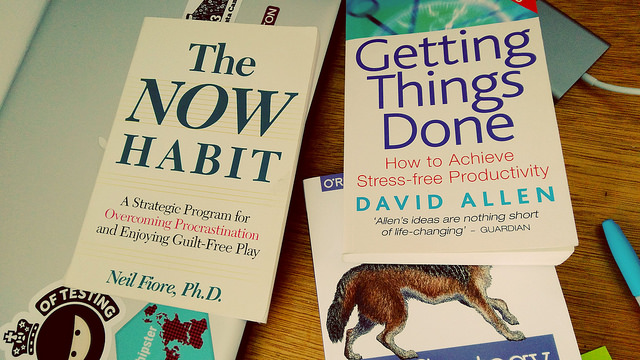 The
NOW
HABIT
A Strategic Program for
Overcoming Procrastination
and Enjoying Guilt-Free Play
Neil Fiore, Ph.D.
Getting
Things
Done
How to Achieve
Stress-free Productivity
DAVID ALLEN
'Allen's ideas are nothing short
of life-changing' – GUARDIAN
O'R
OF TESTING
hipster